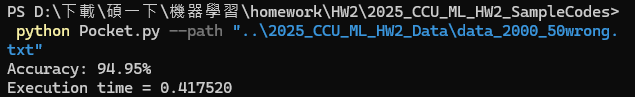 PS D:\下載\碩一下\機器學習\homework\HW2\2025_CCU_ML_HW2_SampleCodes>
python Pocket.py --path "..\2025_CCU_ML_HW2_Data\data_2000_50wrong.
txt"
Accuracy: 94.95%
Execution time = 0.417520